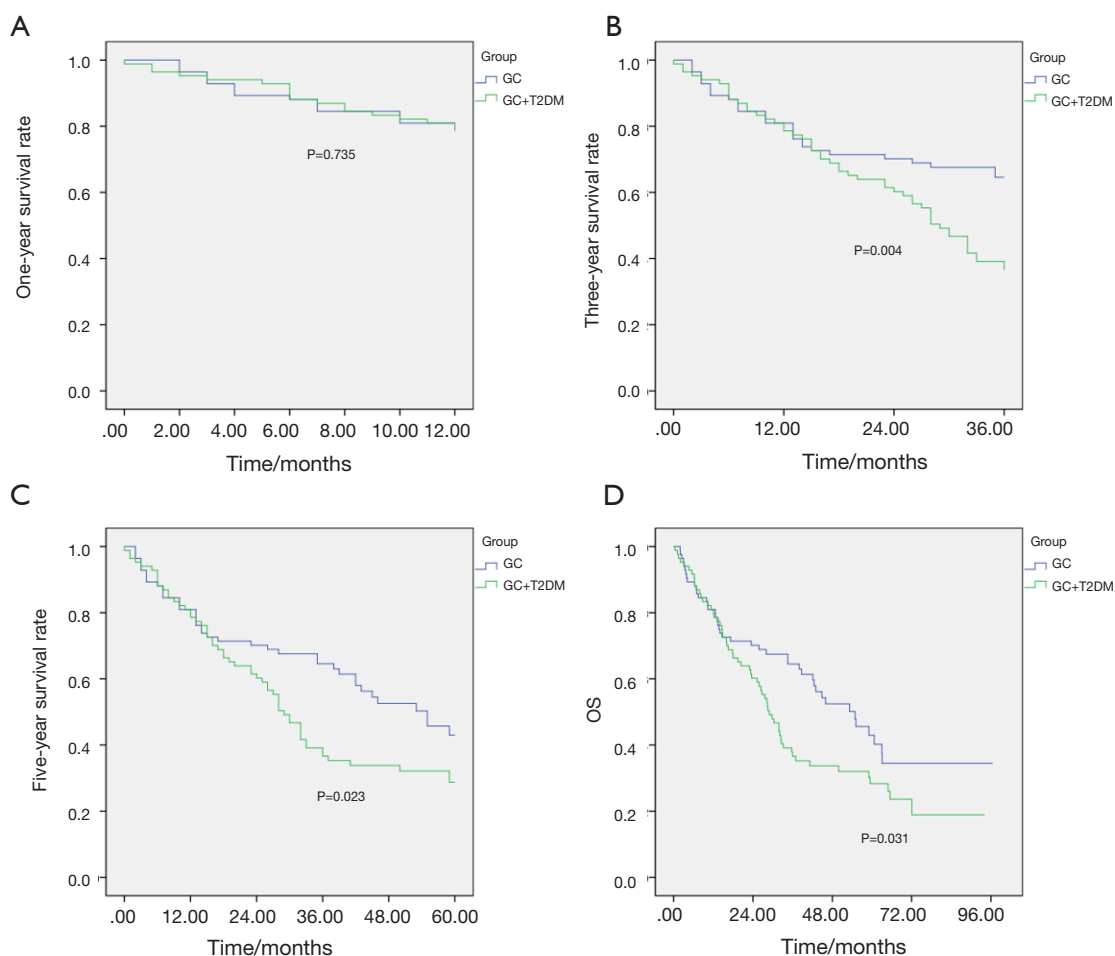 A
Group
GC
GC+T2DM
1.0
0.8
0.6
0.4
0.2
0.0
One-year survival rate
P=0.735
.00 2.00 4.00 6.00 8.00 10.00 12.00
Time/months
B
Group
GC
GC+T2DM
1.0
0.8
0.6
0.4
0.2
0.0
Three-year survival rate
P=0.004
.00 12.00 24.00 36.00
Time/months
C
Group
GC
GC+T2DM
1.0
0.8
0.6
0.4
0.2
0.0
Five-year survival rate
P=0.023
.00 12.00 24.00 36.00 48.00 60.00
Time/months
D
Group
GC
GC+T2DM
1.0
0.8
0.6
0.4
0.2
0.0
OS
P=0.031
.00 24.00 48.00 72.00 96.00
Time/months